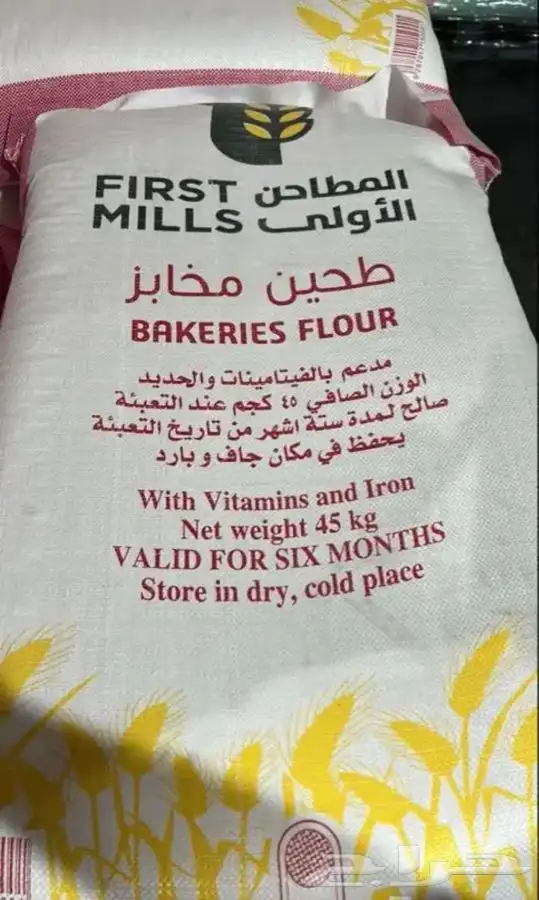 FIRST المطاحن
MILLS الأولى
طحين مخابز
BAKERIES FLOUR
مدعم بالفيتامينات والحديد
الوزن الصافي ٤٥ كجم عند التعبئة
صالح لمدة ستة اشهر من تاريخ التعبئة
يحفظ في مكان جاف و بارد
With Vitamins and Iron
Net weight 45 kg
VALID FOR SIX MONTHS
Store in dry, cold place
حراج